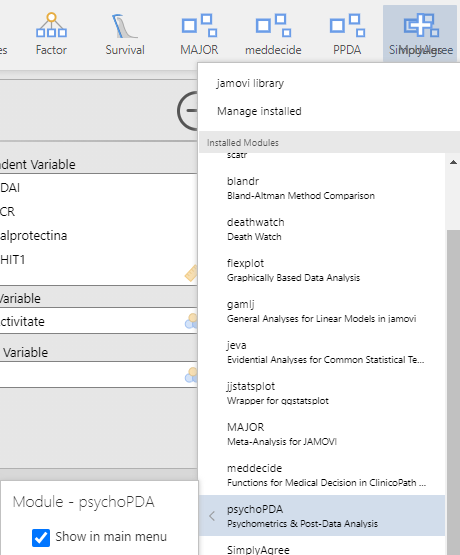 es
Factor
Survival
MAJOR
meddecide
PPDA
SimplyAgree
jamovi library
Manage installed
Installed Modules
scatr
blandr
Bland-Altman Method Comparison
deathwatch
Death Watch
flexplot
Graphically Based Data Analysis
gamlj
General Analyses for Linear Models in jamovi
jeva
Evidential Analyses for Common Statistical Te...
jjstatsplot
Wrapper for ggstatsplot
MAJOR
Meta-Analysis for JAMOVI
meddecide
Functions for Medical Decision in ClinicoPath ...
psychoPDA
Psychometrics & Post-Data Analysis
SimplyAgree
ndent Variable
DAI
CR
alprotectina
HIT1
Variable
ctivitate
Variable
Module - psychoPDA
Show in main menu